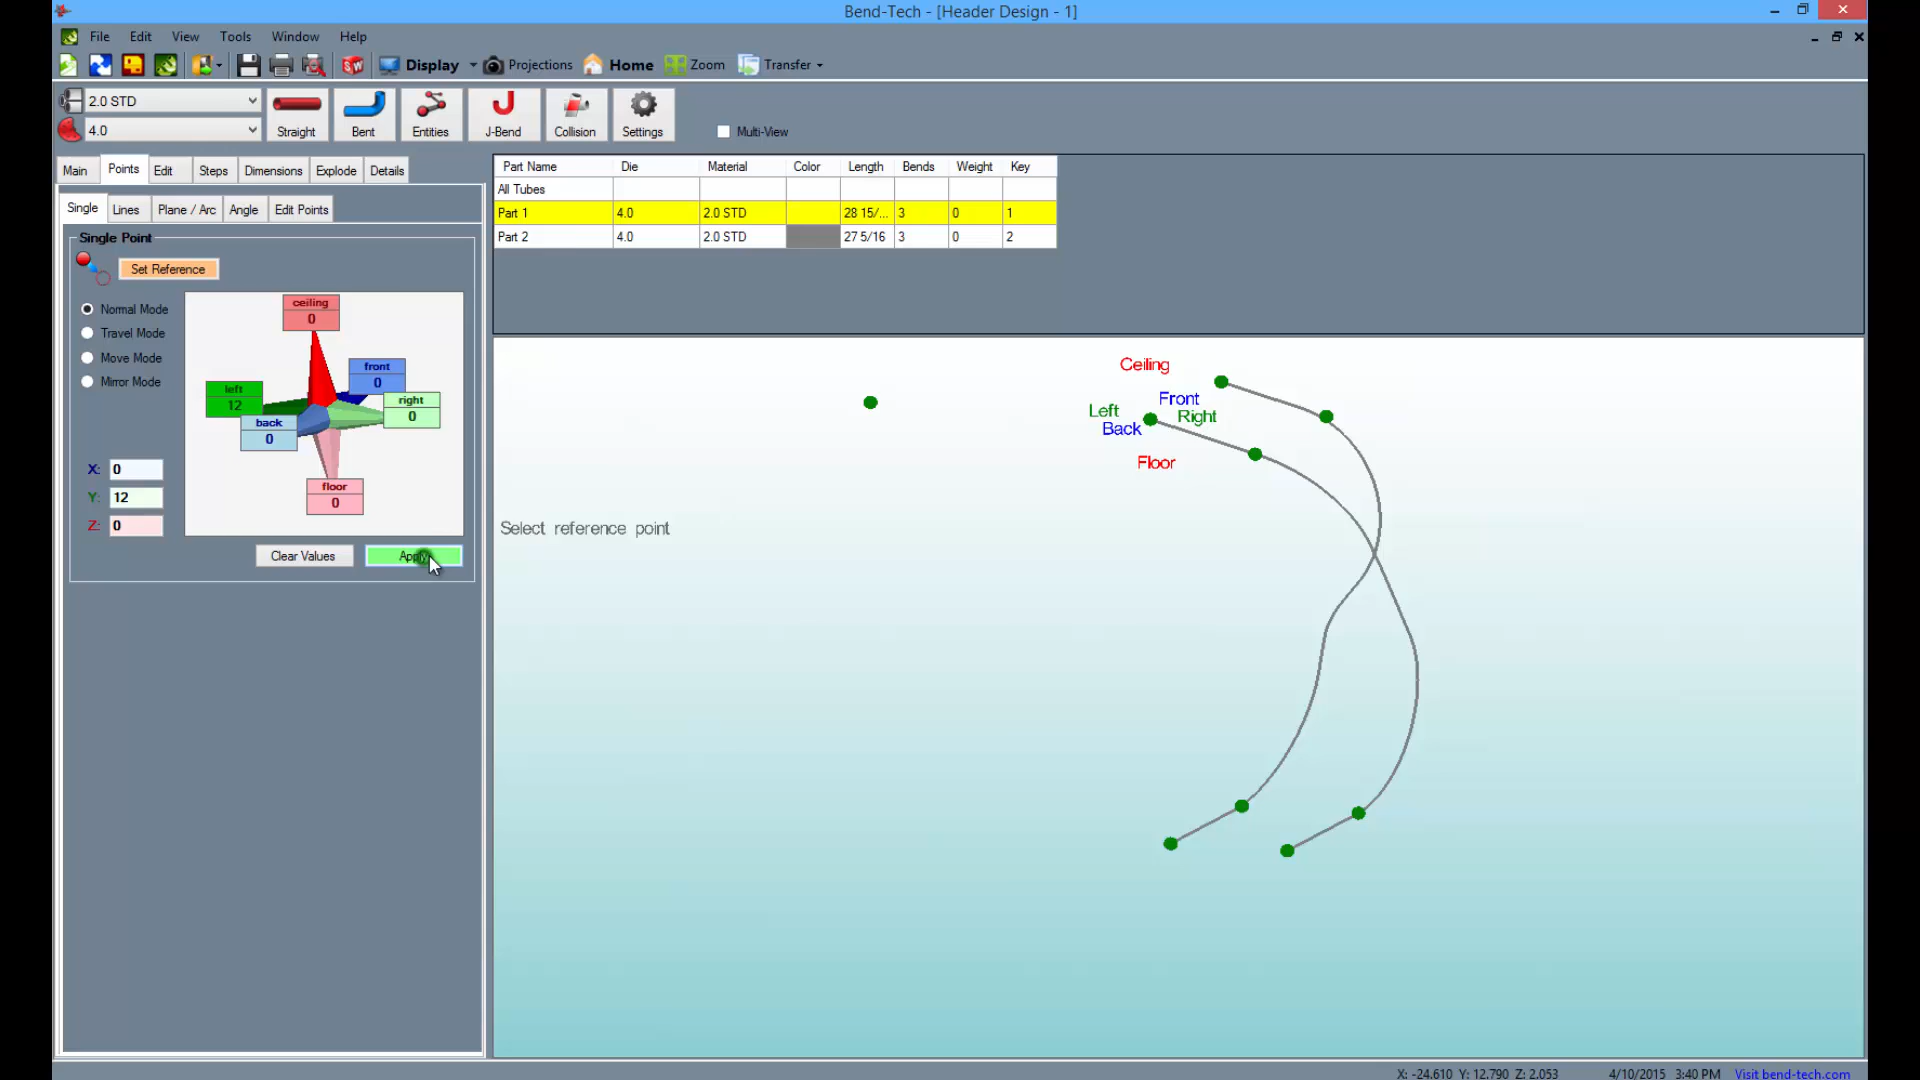 Bend-Tech - [Header Design - 1]
File Edit View Tools Window Help
Display Projections Home Zoom Transfer
2.0 STD
4.0
Straight Bent Entities J-Bend Collision Settings
Multi-View
Main Points Edit Steps Dimensions Explode Details
Single Lines Plane / Arc Angle Edit Points
Single Point
Set Reference
Normal Mode
Travel Mode
Move Mode
Mirror Mode
ceiling
0
front
0
left
12
right
0
back
0
floor
0
X: 0
Y: 12
Z: 0
Clear Values Apply
Part Name Die Material Color Length Bends Weight Key
All Tubes
Part 1 4.0 2.0 STD 28 15/... 3 0 1
Part 2 4.0 2.0 STD 27 5/16 3 0 2
Ceiling
Front
Left Right
Back
Floor
Select reference point
X: -24.610 Y: 12.790 Z: 2.053 4/10/2015 3:40 PM Visit bend-tech.com